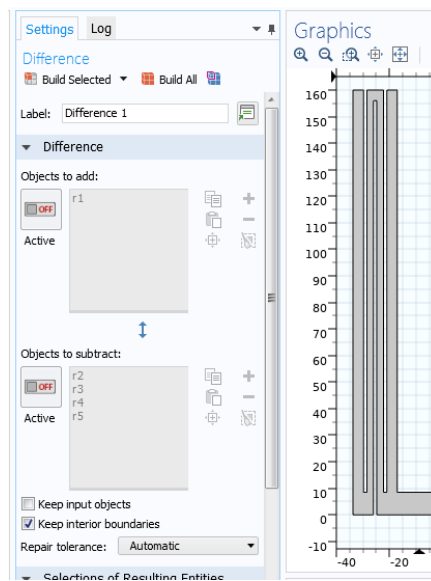 Settings Log
Difference
Build Selected Build All
Label: Difference 1
Difference
Objects to add:
OFF
Active
r1
Objects to subtract:
OFF
Active
r2
r3
r4
r5
Keep input objects
Keep interior boundaries
Repair tolerance: Automatic
Selections of Resulting Entities
Graphics
160
150
140
130
120
110
100
90
80
70
60
50
40
30
20
10
0
-10
-40 -20